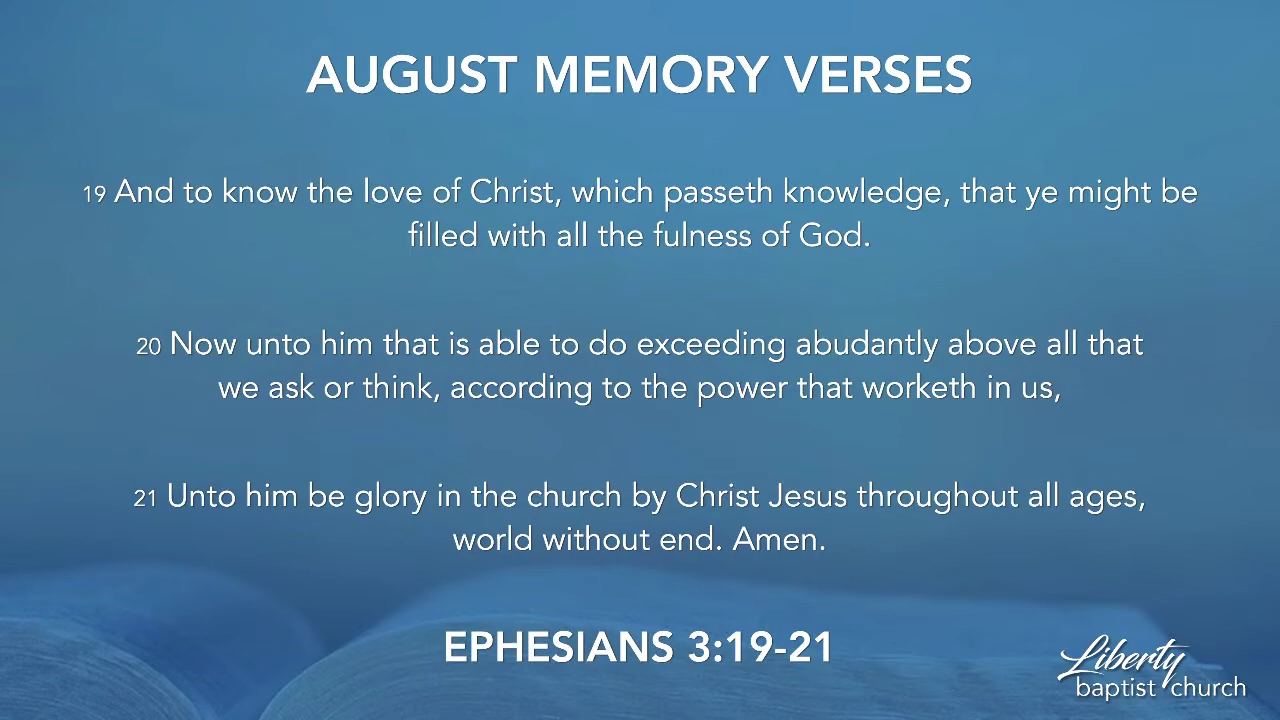 AUGUST MEMORY VERSES
19 And to know the love of Christ, which passeth knowledge, that ye might be
filled with all the fulness of God.
20 Now unto him that is able to do exceeding abudantly above all that
we ask or think, according to the power that worketh in us,
21 Unto him be glory in the church by Christ Jesus throughout all ages,
world without end. Amen.
EPHESIANS 3:19-21
Liberty
baptist church